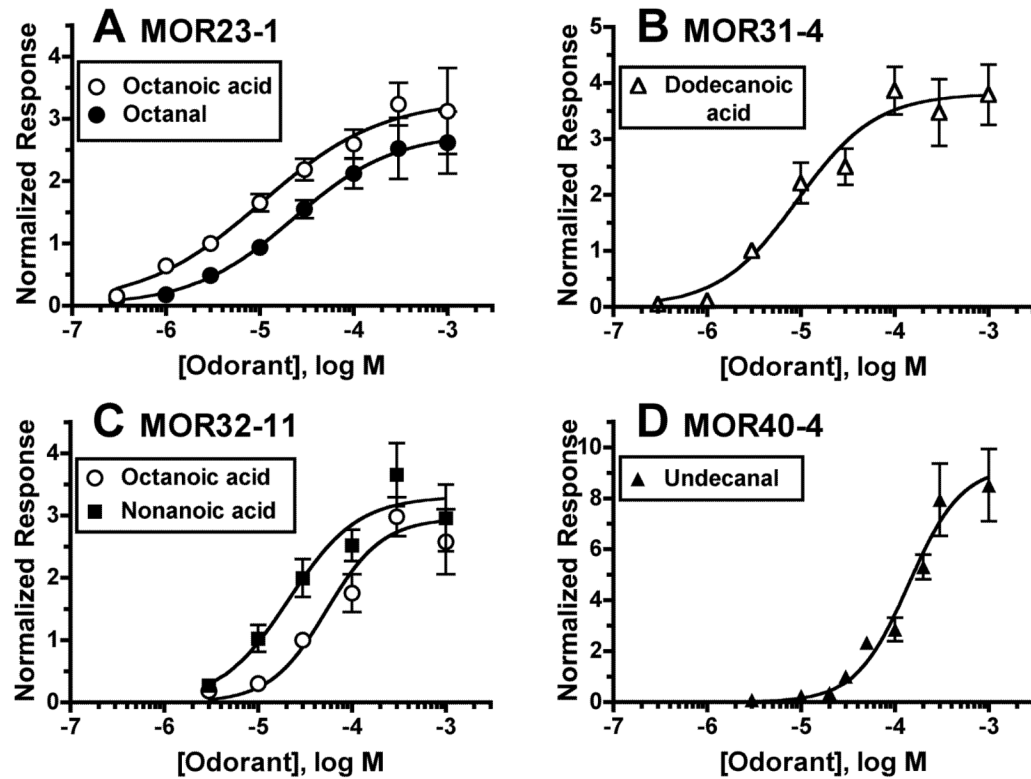 A MOR23-1
Octanoic acid
Octanal
Normalized Response
4
3
2
1
0
-7 -6 -5 -4 -3
[Odorant], log M
B MOR31-4
Dodecanoic
acid
Normalized Response
5
4
3
2
1
0
-7 -6 -5 -4 -3
[Odorant], log M
C MOR32-11
Octanoic acid
Nonanoic acid
Normalized Response
4
3
2
1
0
-7 -6 -5 -4 -3
[Odorant], log M
D MOR40-4
Undecanal
Normalized Response
10
8
6
4
2
0
-7 -6 -5 -4 -3
[Odorant], log M